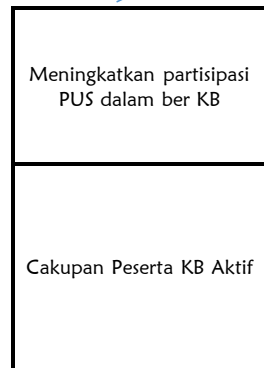 Meningkatkan partisipasi
PUS dalam ber KB
Cakupan Peserta KB Aktif